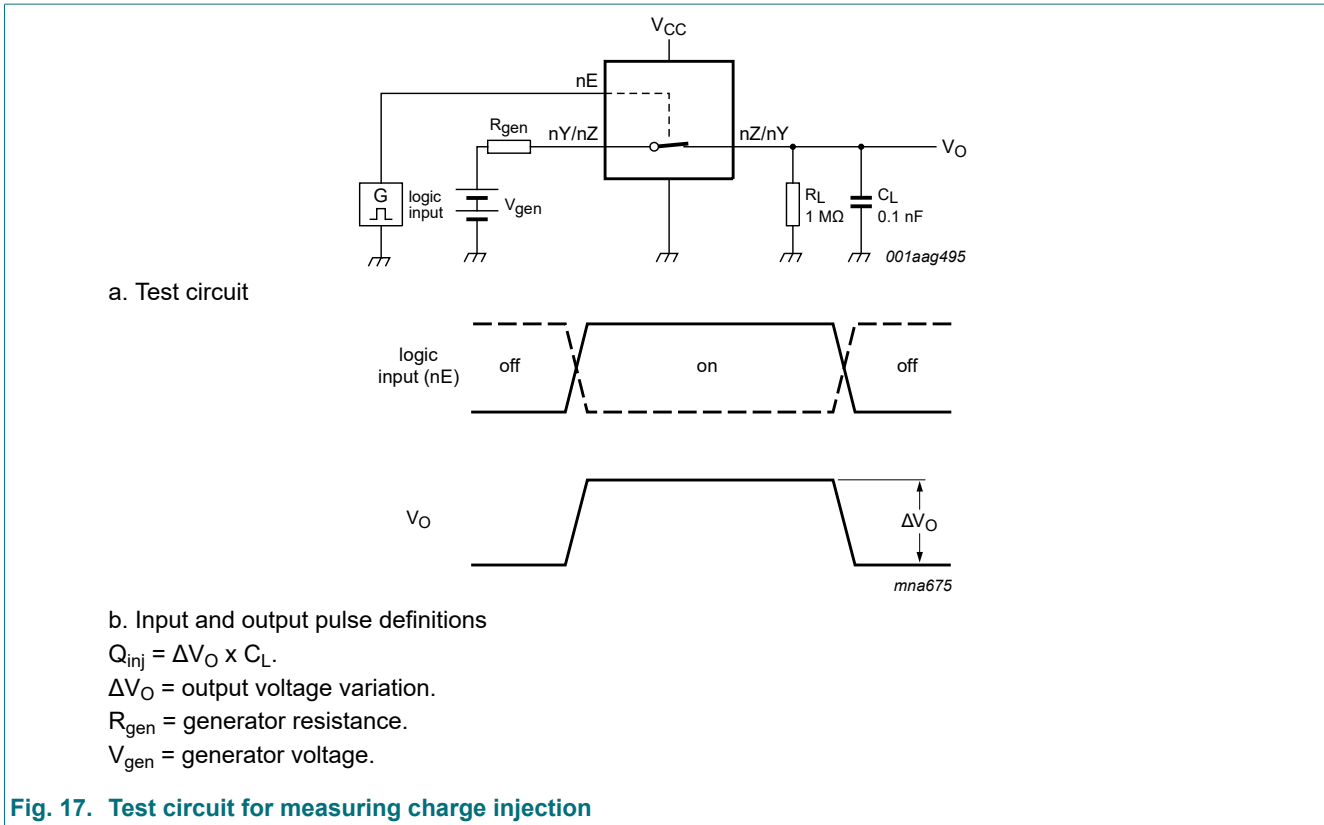 VCC
nE
Rgen
nY/nZ
nZ/nY
VO
G
logic
input
Vgen
RL
1 MΩ
CL
0.1 nF
001aag495
a. Test circuit
logic
input (nE)
off
on
off
VO
ΔVO
mna675
b. Input and output pulse definitions
Qinj = ΔVO x CL.
ΔVO = output voltage variation.
Rgen = generator resistance.
Vgen = generator voltage.
Fig. 17. Test circuit for measuring charge injection